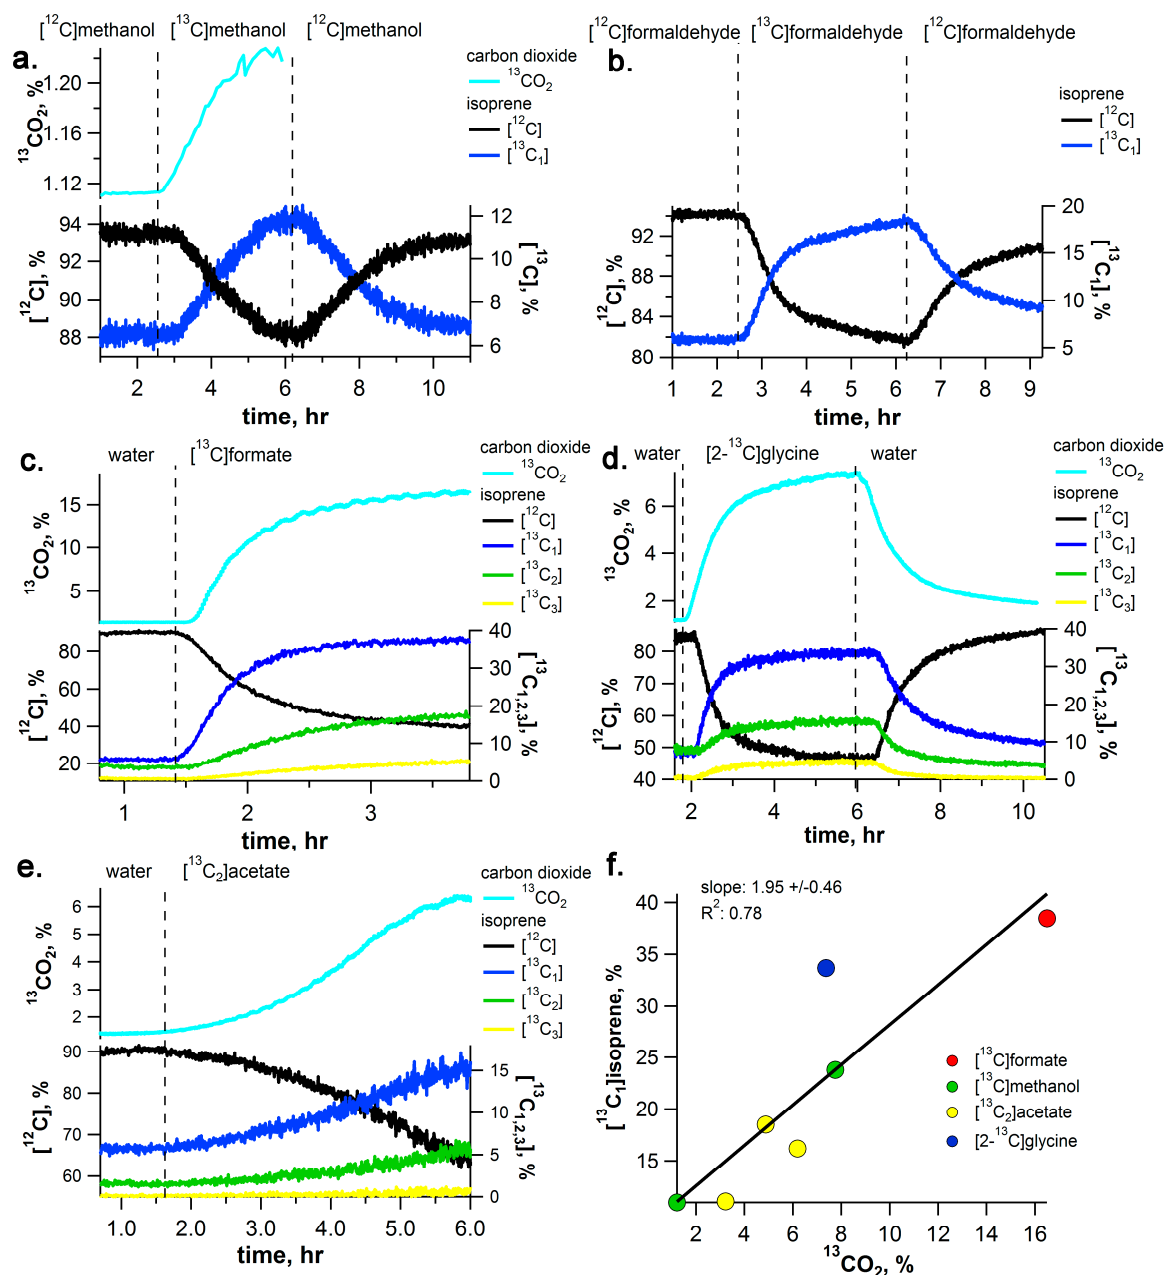 [12C]methanol [13C]methanol [12C]methanol
a.
carbon dioxide
13CO2
isoprene
[12C]
[13C1]
13CO2, %
1.20
1.16
1.12
[12C], %
94
92
90
88
[13C], %
12
10
8
6
2 4 6 8 10
time, hr
[12C]formaldehyde [13C]formaldehyde [12C]formaldehyde
b.
isoprene
[12C]
[13C1]
[12C], %
92
88
84
80
[13C1], %
20
15
10
5
1 2 3 4 5 6 7 8 9
time, hr
c.
water [13C]formate
carbon dioxide
13CO2
isoprene
[12C]
[13C1]
[13C2]
[13C3]
13CO2, %
15
10
5
[12C], %
80
60
40
20
[13C1,2,3], %
40
30
20
10
0
1 2 3
time, hr
d.
water [2-13C]glycine water
carbon dioxide
13CO2
isoprene
[12C]
[13C1]
[13C2]
[13C3]
13CO2, %
6
4
2
[12C], %
80
70
60
50
40
[13C1,2,3], %
40
30
20
10
0
2 4 6 8 10
time, hr
e.
water [13C2]acetate
carbon dioxide
13CO2
isoprene
[12C]
[13C1]
[13C2]
[13C3]
13CO2, %
6
5
4
3
2
[12C], %
90
80
70
60
[13C1,2,3], %
15
10
5
0
1.0 2.0 3.0 4.0 5.0 6.0
time, hr
f.
slope: 1.95 +/-0.46
R2: 0.78
[13C1]isoprene, %
40
35
30
25
20
15
[13C]formate
[13C]methanol
[13C2]acetate
[2-13C]glycine
2 4 6 8 10 12 14 16
13CO2, %